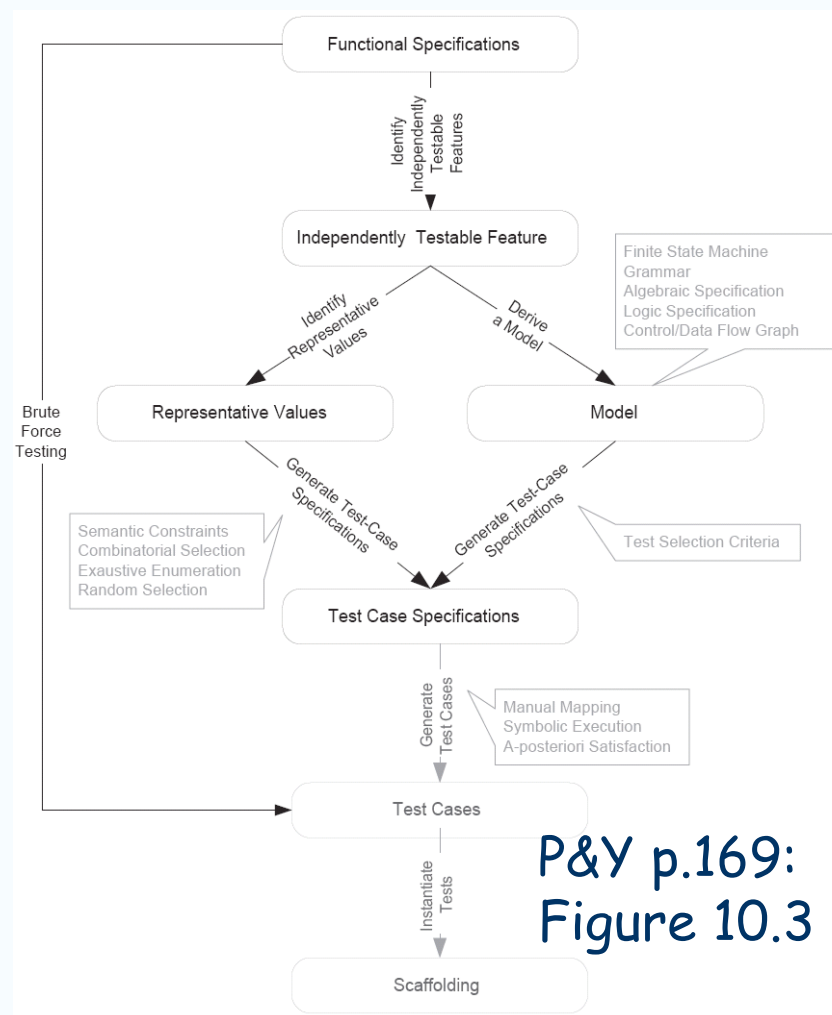 Functional Specifications
Identify
Independently
Testable
Features
Independently Testable Feature
Finite State Machine
Grammar
Algebraic Specification
Logic Specification
Control/Data Flow Graph
Identify
Representative
Values
Derive
a Model
Brute
Force
Testing
Representative Values
Model
Generate Test-Case
Specifications
Generate Test-Case
Specifications
Semantic Constraints
Combinatorial Selection
Exaustive Enumeration
Random Selection
Test Selection Criteria
Test Case Specifications
Generate
Test Cases
Manual Mapping
Symbolic Execution
A-posteriori Satisfaction
Test Cases
P&Y p.169:
Figure 10.3
Instantiate
Tests
Scaffolding